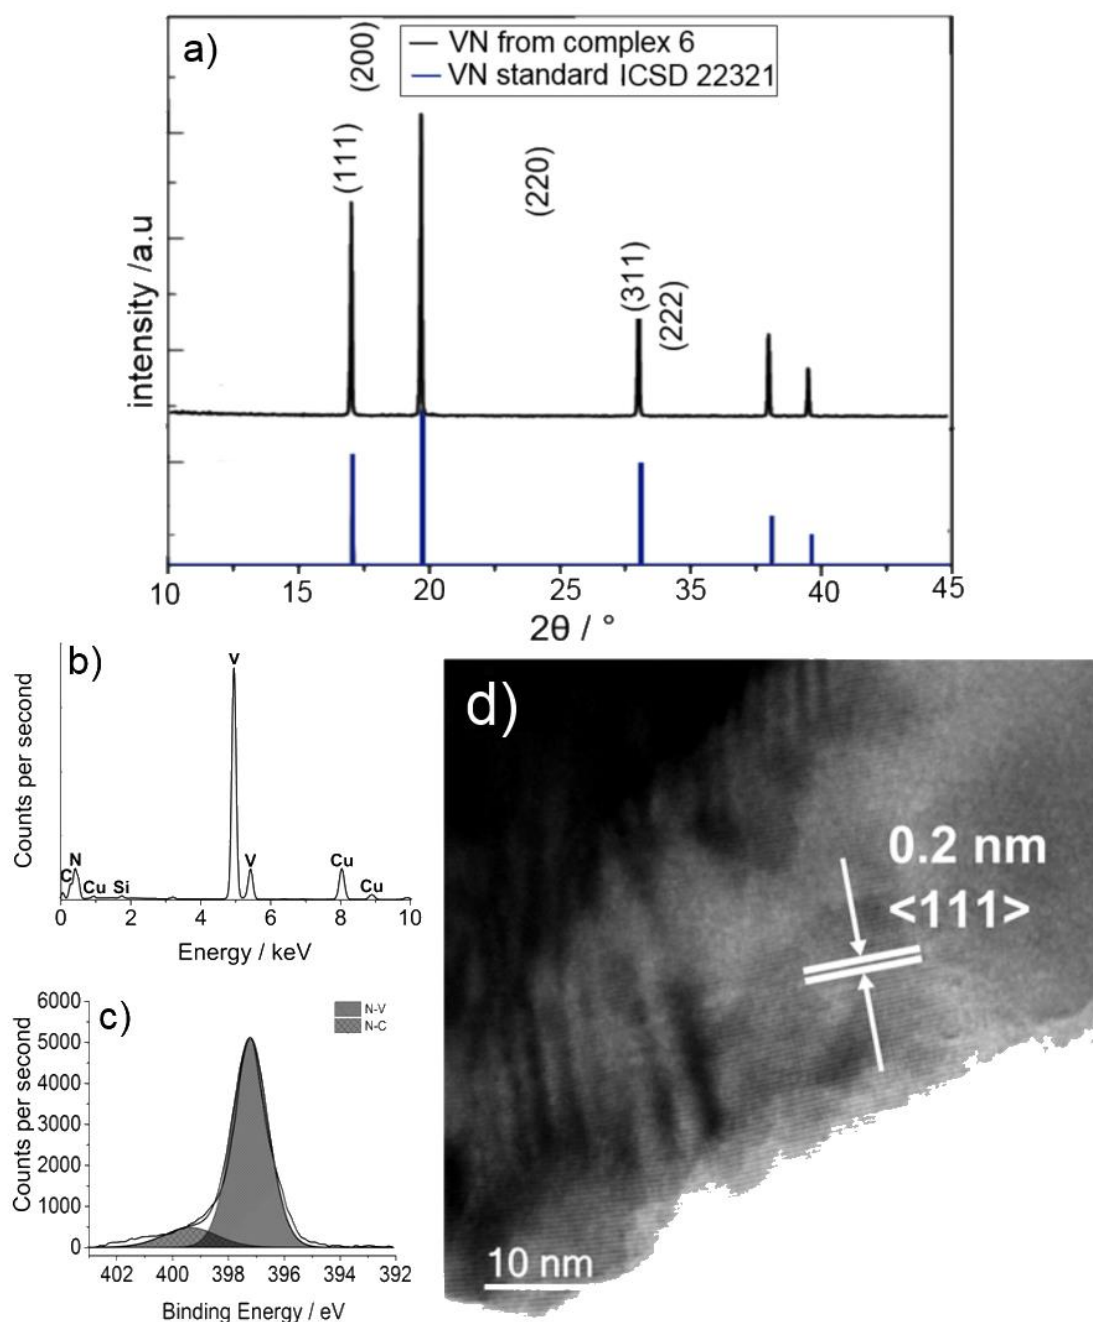 a)
(200)
VN from complex 6
VN standard ICSD 22321
(111)
(220)
(311)
(222)
intensity /a.u
10 15 20 25 35 40 45
2θ / °
b)
V
Counts per second
N
C
Cu
Si
V
Cu
Cu
0 2 4 6 8 10
Energy / keV
c)
N-V
N-C
6000
5000
4000
3000
2000
1000
0
Counts per second
402 400 398 396 394 392
Binding Energy / eV
d)
0.2 nm
<111>
10 nm